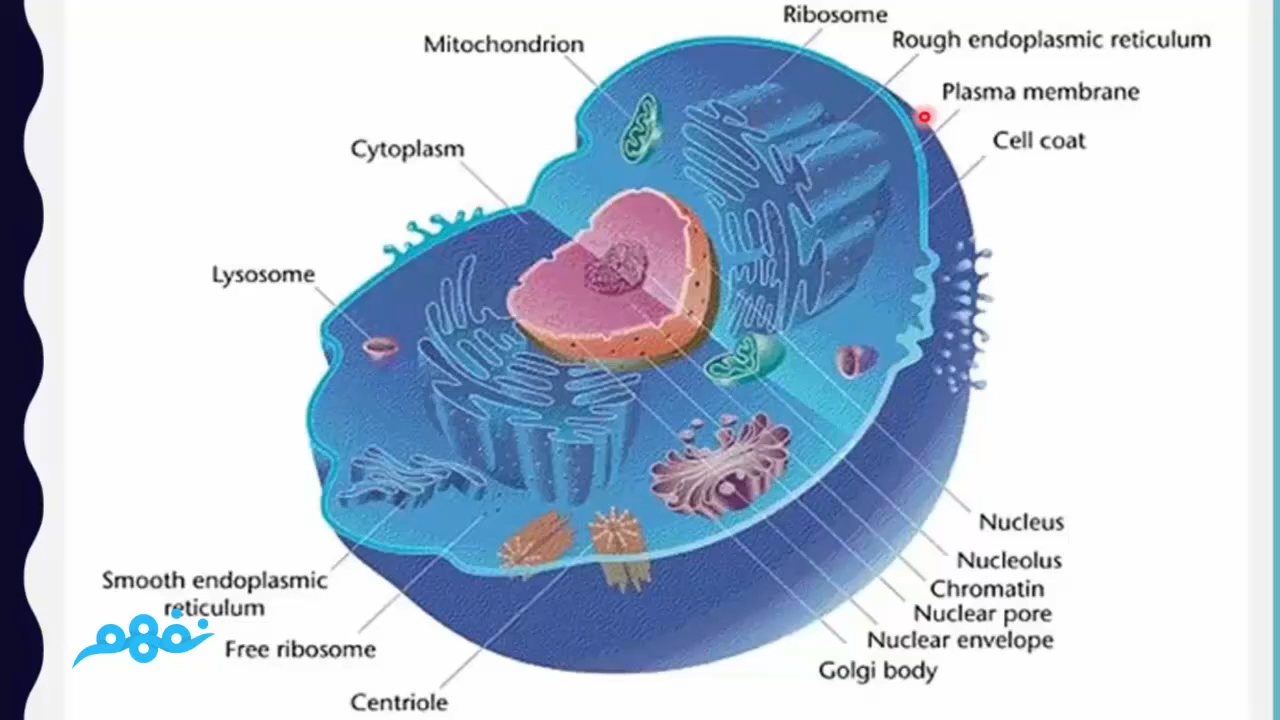 Ribosome
Mitochondrion
Rough endoplasmic reticulum
Plasma membrane
Cell coat
Cytoplasm
Lysosome
Nucleus
Nucleolus
Chromatin
Nuclear pore
Nuclear envelope
Golgi body
Smooth endoplasmic
reticulum
Free ribosome
Centriole
نفهم